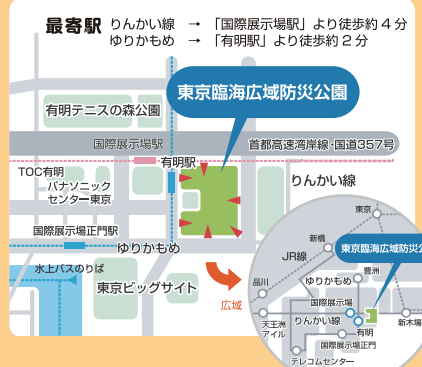 最寄駅 りんかい線 → 「国際展示場駅」より徒歩約4分
ゆりかもめ → 「有明駅」より徒歩約2分
東京臨海広域防災公園
有明テニスの森公園
国際展示場駅
首都高速湾岸線・国道357号
有明駅
TOC有明
パナソニック
センター東京
りんかい線
国際展示場正門駅
ゆりかもめ
水上バスのりば
東京ビッグサイト
広域
東京
新橋
JR線
東京臨海広域防災公
品川
ゆりかもめ
豊洲
国際展示場
天王洲
アイル
りんかい線
有明
新木場
国際展示場正門
テレコムセンター